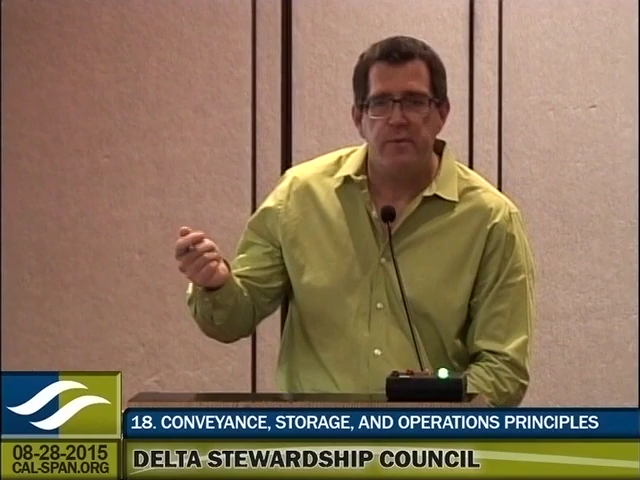 18. CONVEYANCE, STORAGE, AND OPERATIONS PRINCIPLES
08-28-2015
CAL-SPAN.ORG
DELTA STEWARDSHIP COUNCIL